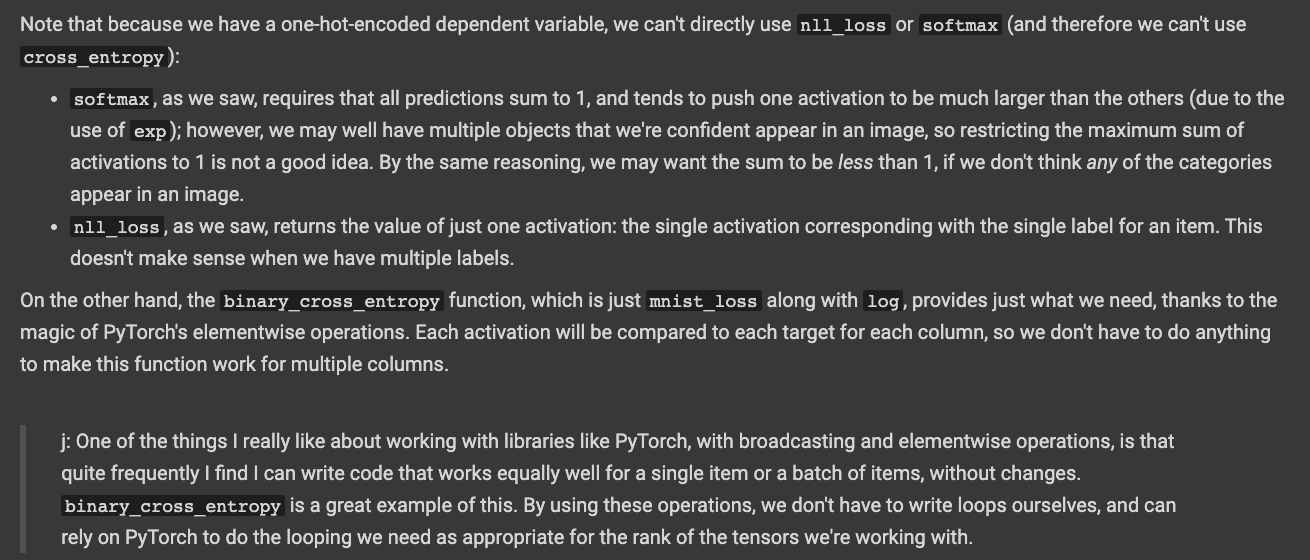 Note that because we have a one-hot-encoded dependent variable, we can't directly use nll_loss or softmax (and therefore we can't use
cross_entropy):
• softmax, as we saw, requires that all predictions sum to 1, and tends to push one activation to be much larger than the others (due to the
use of exp); however, we may well have multiple objects that we're confident appear in an image, so restricting the maximum sum of
activations to 1 is not a good idea. By the same reasoning, we may want the sum to be less than 1, if we don't think any of the categories
appear in an image.
• nll_loss, as we saw, returns the value of just one activation: the single activation corresponding with the single label for an item. This
doesn't make sense when we have multiple labels.
On the other hand, the binary_cross_entropy function, which is just mnist_loss along with log, provides just what we need, thanks to the
magic of PyTorch's elementwise operations. Each activation will be compared to each target for each column, so we don't have to do anything
to make this function work for multiple columns.
j: One of the things I really like about working with libraries like PyTorch, with broadcasting and elementwise operations, is that
quite frequently I find I can write code that works equally well for a single item or a batch of items, without changes.
binary_cross_entropy is a great example of this. By using these operations, we don't have to write loops ourselves, and can
rely on PyTorch to do the looping we need as appropriate for the rank of the tensors we're working with.